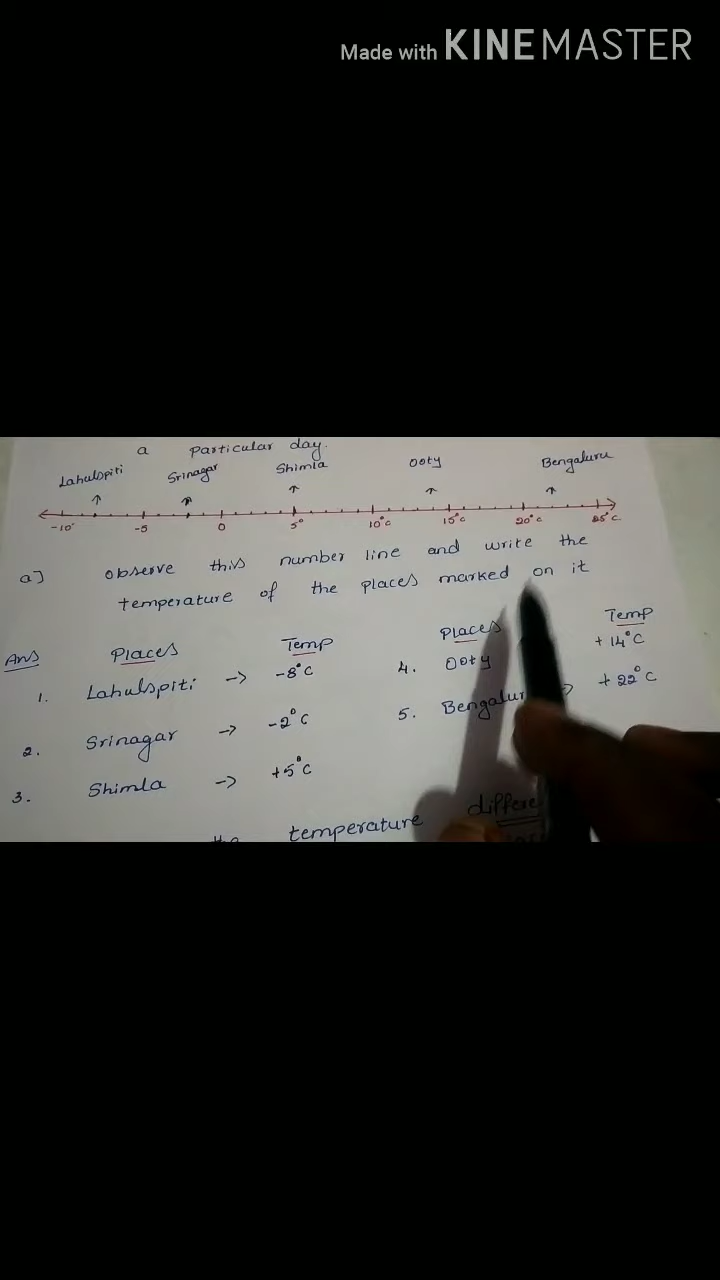 Made with KINEMASTER
a particular day.
Lahulspiti Srinagar Shimla Ooty Bengaluru
-10° -5 0 5° 10°C 15°C 20°C 25°C
a] Observe this number line and write the
temperature of the places marked on it
Ans Places Temp Places Temp
1. Lahulspiti -> -8°C 4. Ooty +14°C
2. Srinagar -> -2°C 5. Bengalur -> +22°C
3. Shimla -> +5°C
temperature differe